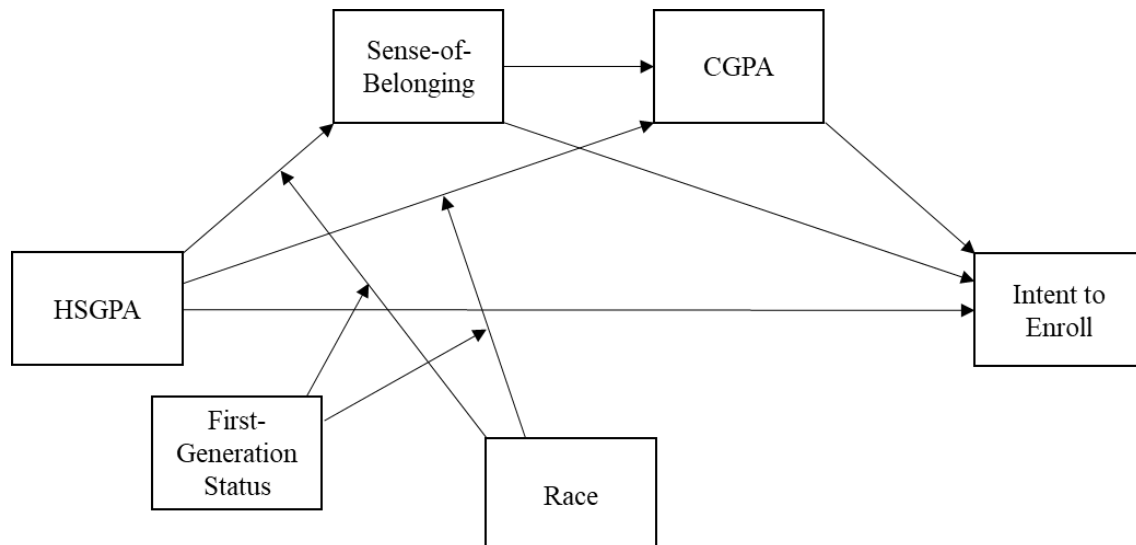 Sense-of-
Belonging
CGPA
HSGPA
Intent to
Enroll
First-
Generation
Status
Race